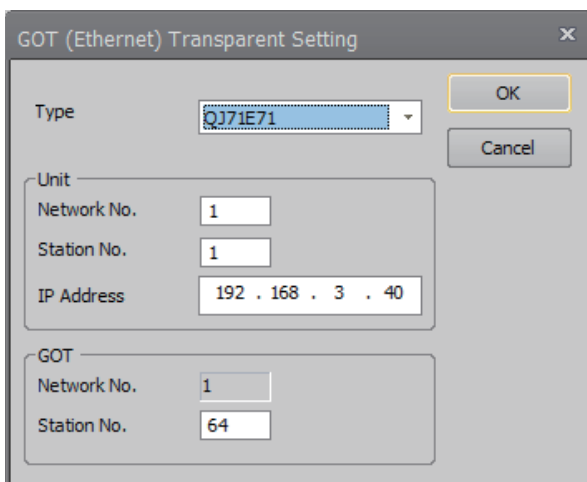 GOT (Ethernet) Transparent Setting x
Type QJ71E71 OK
Cancel
Unit
Network No. 1
Station No. 1
IP Address 192 . 168 . 3 . 40
GOT
Network No. 1
Station No. 64